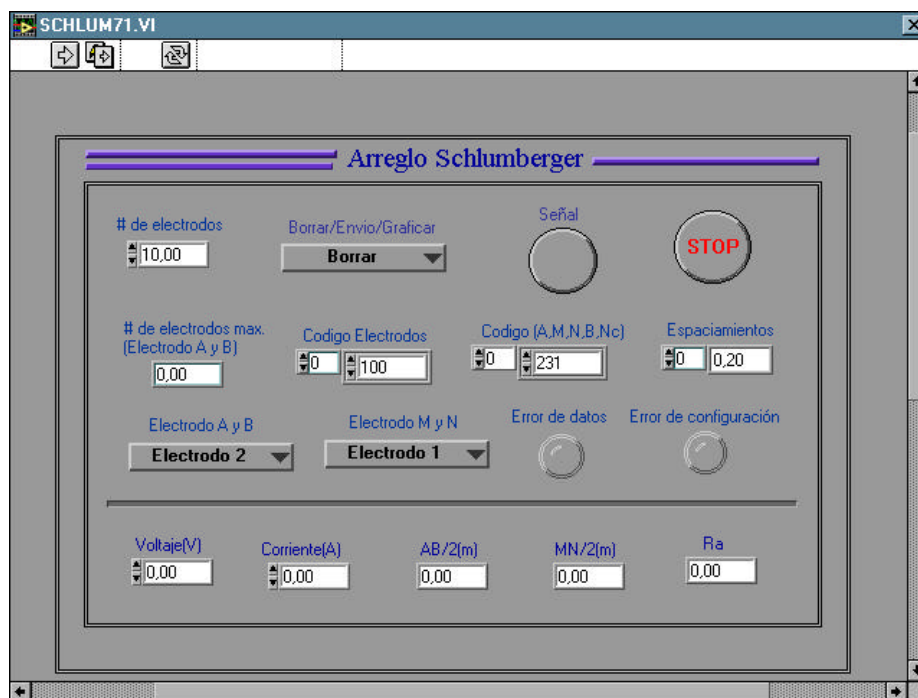 SCHLUM71.VI
Arreglo Schlumberger
# de electrodos
10,00
Borrar/Envio/Graficar
Borrar
Señal
STOP
# de electrodos max.
(Electrodo A y B)
0,00
Codigo Electrodos
0 100
Codigo (A,M,N,B,Nc)
0 231
Espaciamientos
0 0,20
Electrodo A y B
Electrodo 2
Electrodo M y N
Electrodo 1
Error de datos
Error de configuración
Voltaje(V)
0,00
Corriente(A)
0,00
AB/2(m)
0,00
MN/2(m)
0,00
Ra
0,00